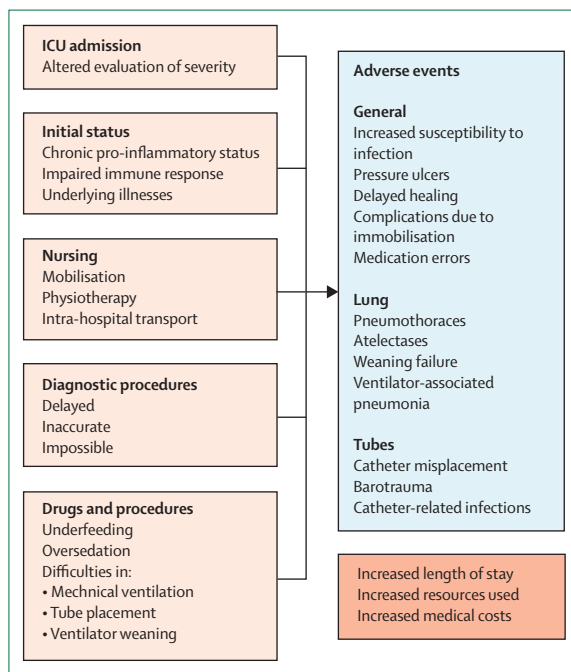 ICU admission
Altered evaluation of severity
Initial status
Chronic pro-inflammatory status
Impaired immune response
Underlying illnesses
Nursing
Mobilisation
Physiotherapy
Intra-hospital transport
Diagnostic procedures
Delayed
Inaccurate
Impossible
Drugs and procedures
Underfeeding
Oversedation
Difficulties in:
• Mechnical ventilation
• Tube placement
• Ventilator weaning
Adverse events
General
Increased susceptibility to
infection
Pressure ulcers
Delayed healing
Complications due to
immobilisation
Medication errors
Lung
Pneumothoraces
Atelectases
Weaning failure
Ventilator-associated
pneumonia
Tubes
Catheter misplacement
Barotrauma
Catheter-related infections
Increased length of stay
Increased resources used
Increased medical costs